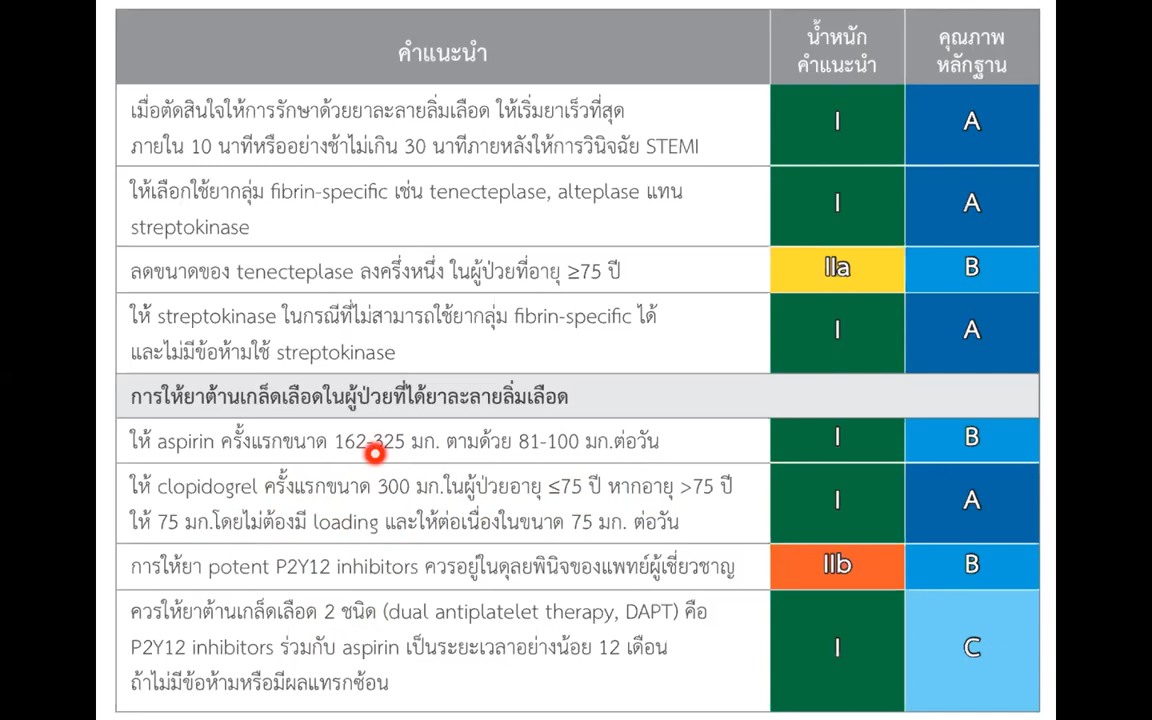 คำแนะนำ
น้ำหนัก
คำแนะนำ
คุณภาพ
หลักฐาน
เมื่อตัดสินใจให้การรักษาด้วยยาละลายลิ่มเลือด ให้เริ่มยาเร็วที่สุด
ภายใน 10 นาทีหรืออย่างช้าไม่เกิน 30 นาทีภายหลังให้การวินิจฉัย STEMI
I
A
ให้เลือกใช้ยากลุ่ม fibrin-specific เช่น tenecteplase, alteplase แทน
streptokinase
I
A
ลดขนาดของ tenecteplase ลงครึ่งหนึ่ง ในผู้ป่วยที่อายุ ≥75 ปี
IIa
B
ให้ streptokinase ในกรณีที่ไม่สามารถใช้ยากลุ่ม fibrin-specific ได้
และไม่มีข้อห้ามใช้ streptokinase
I
A
การให้ยาต้านเกล็ดเลือดในผู้ป่วยที่ได้ยาละลายลิ่มเลือด
ให้ aspirin ครั้งแรกขนาด 162-325 มก. ตามด้วย 81-100 มก.ต่อวัน
I
B
ให้ clopidogrel ครั้งแรกขนาด 300 มก.ในผู้ป่วยอายุ ≤75 ปี หากอายุ >75 ปี
ให้ 75 มก.โดยไม่ต้องมี loading และให้ต่อเนื่องในขนาด 75 มก. ต่อวัน
I
A
การให้ยา potent P2Y12 inhibitors ควรอยู่ในดุลยพินิจของแพทย์ผู้เชี่ยวชาญ
IIb
B
ควรให้ยาต้านเกล็ดเลือด 2 ชนิด (dual antiplatelet therapy, DAPT) คือ
P2Y12 inhibitors ร่วมกับ aspirin เป็นระยะเวลาอย่างน้อย 12 เดือน
ถ้าไม่มีข้อห้ามหรือมีผลแทรกซ้อน
I
C